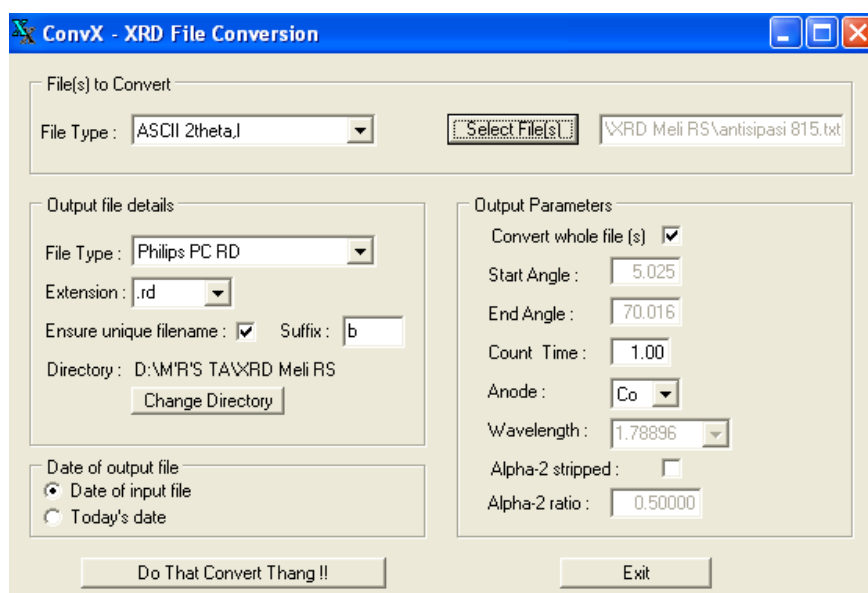 ConvX - XRD File Conversion
File(s) to Convert
File Type : ASCII 2theta,I Select File(s) \XRD Meli RS\antisipasi 815.txt
Output file details
File Type : Philips PC RD
Extension : .rd
Ensure unique filename : Suffix : b
Directory : D:\M'R'S TA\XRD Meli RS
Change Directory
Date of output file
Date of input file
Today's date
Output Parameters
Convert whole file (s)
Start Angle : 5.025
End Angle : 70.016
Count Time : 1.00
Anode : Co
Wavelength : 1.78896
Alpha-2 stripped :
Alpha-2 ratio : 0.50000
Do That Convert Thang !! Exit